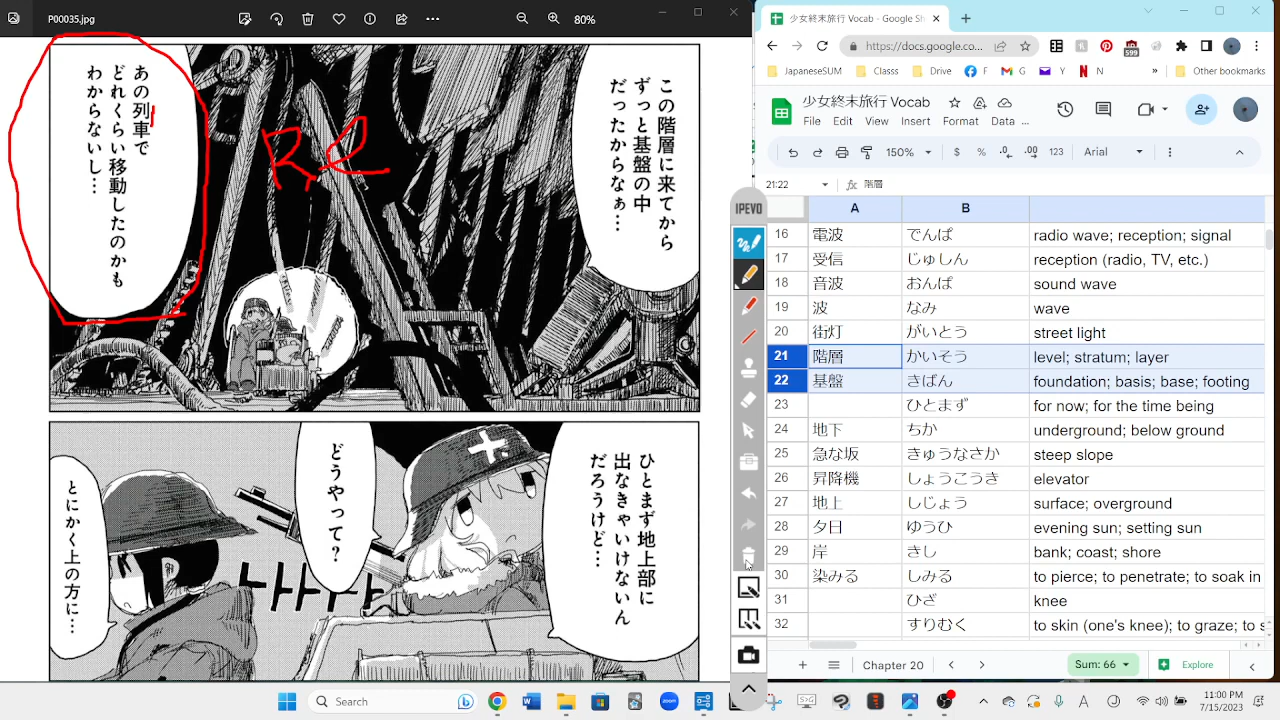 P00035.jpg
80%
この階層に来てから
ずっと基盤の中
だったからなぁ…
あの列車で
どれくらい移動したのかも
わからないし…
Re
ひとまず地上部に
出なきゃいけないん
だろうけど…
どうやって？
とにかく上の方に…
トトトト
少女終末旅行 Vocab - Google Sh
https://docs.google.co...
599
JapaneseSUM
Classs
Drive
F
G
Y
N
»
Other bookmarks
少女終末旅行 Vocab
File Edit View Insert Format Data ...
150%
$ % .0 .00 123 Arial
21:22
fx 階層
IPEVO
A B
16 電波 でんぱ radio wave; reception, signal
17 受信 じゅしん reception (radio, TV, etc.)
18 音波 おんぱ sound wave
19 波 なみ wave
20 街灯 がいとう street light
21 階層 かいそう level; stratum; layer
22 基盤 きばん foundation; basis; base; footing
23 ひとまず for now; for the time being
24 地下 ちか underground; below ground
25 急な坂 きゅうなさか steep slope
26 昇降機 しょうこうき elevator
27 地上 しじょう surface; overground
28 夕日 ゆうひ evening sun; setting sun
29 岸 きし bank; coast; shore
30 染みる しみる to pierce; to penetrate; to soak in
31 ひざ knee
32 すりむく to skin (one's knee); to graze; to s
Chapter 20
Sum: 66
Explore
Search
zoom
A
11:00 PM
7/15/2023